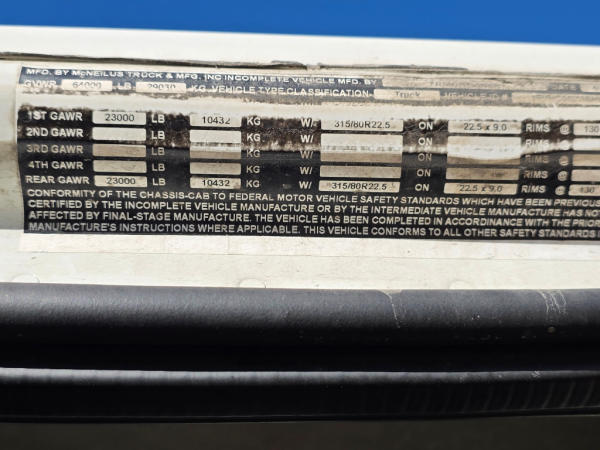 MFD. BY McNEILUS TRUCK & MFG. INC INCOMPLETE VEHICLE MFD. BY
GVWR 64000 LB 29030 KG VEHICLE TYPE CLASSIFICATION Truck
1ST GAWR 23000 LB 10432 KG W/ 315/80R22.5 ON 22.5 x 9.0 RIMS @ 130
2ND GAWR LB KG W/ ON RIMS @
3RD GAWR LB KG W/ ON RIMS @
4TH GAWR LB KG W/ ON RIMS @
REAR GAWR 23000 LB 10432 KG W/ 315/80R22.5 ON 22.5 x 9.0 RIMS @ 130
CONFORMITY OF THE CHASSIS-CAB TO FEDERAL MOTOR VEHICLE SAFETY STANDARDS WHICH HAVE BEEN PREVIOUS
CERTIFIED BY THE INCOMPLETE VEHICLE MANUFACTURE OR BY THE INTERMEDIATE VEHICLE MANUFACTURE HAS NOT
AFFECTED BY FINAL-STAGE MANUFACTURE. THE VEHICLE HAS BEEN COMPLETED IN ACCORDANCE WITH THE PRIOR
MANUFACTURE'S INSTRUCTIONS WHERE APPLICABLE. THIS VEHICLE CONFORMS TO ALL OTHER SAFETY STANDARDS